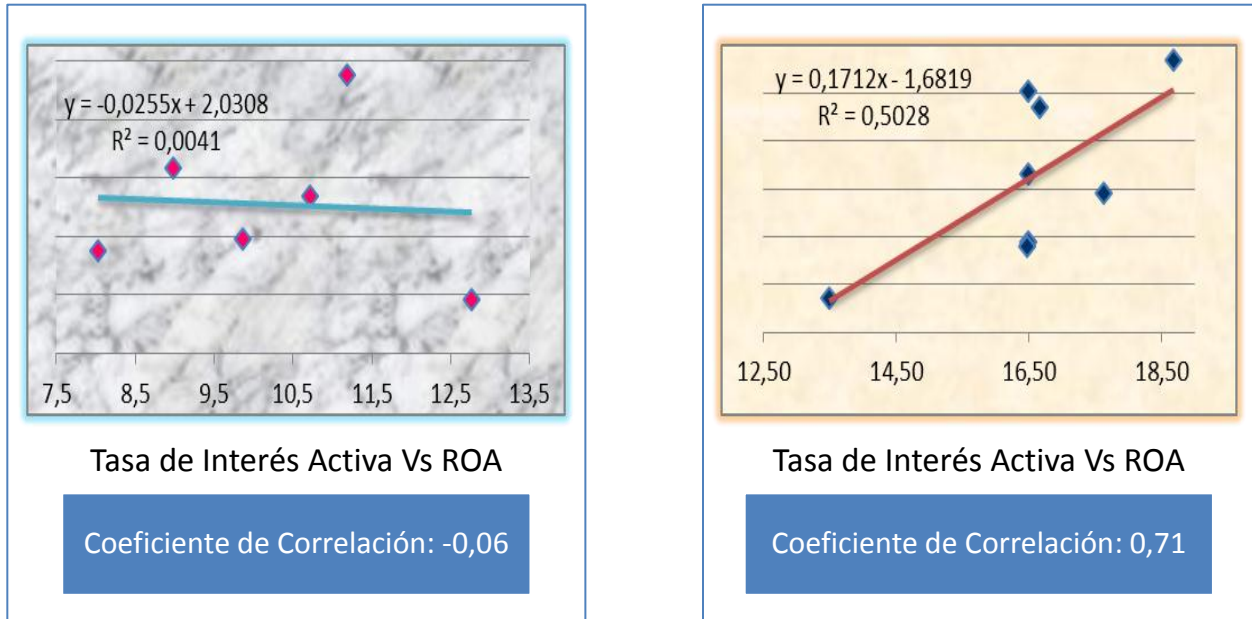 y = -0,0255x + 2,0308
R² = 0,0041
7,5 8,5 9,5 10,5 11,5 12,5 13,5
Tasa de Interés Activa Vs ROA
Coeficiente de Correlación: -0,06
y = 0,1712x - 1,6819
R² = 0,5028
12,50 14,50 16,50 18,50
Tasa de Interés Activa Vs ROA
Coeficiente de Correlación: 0,71